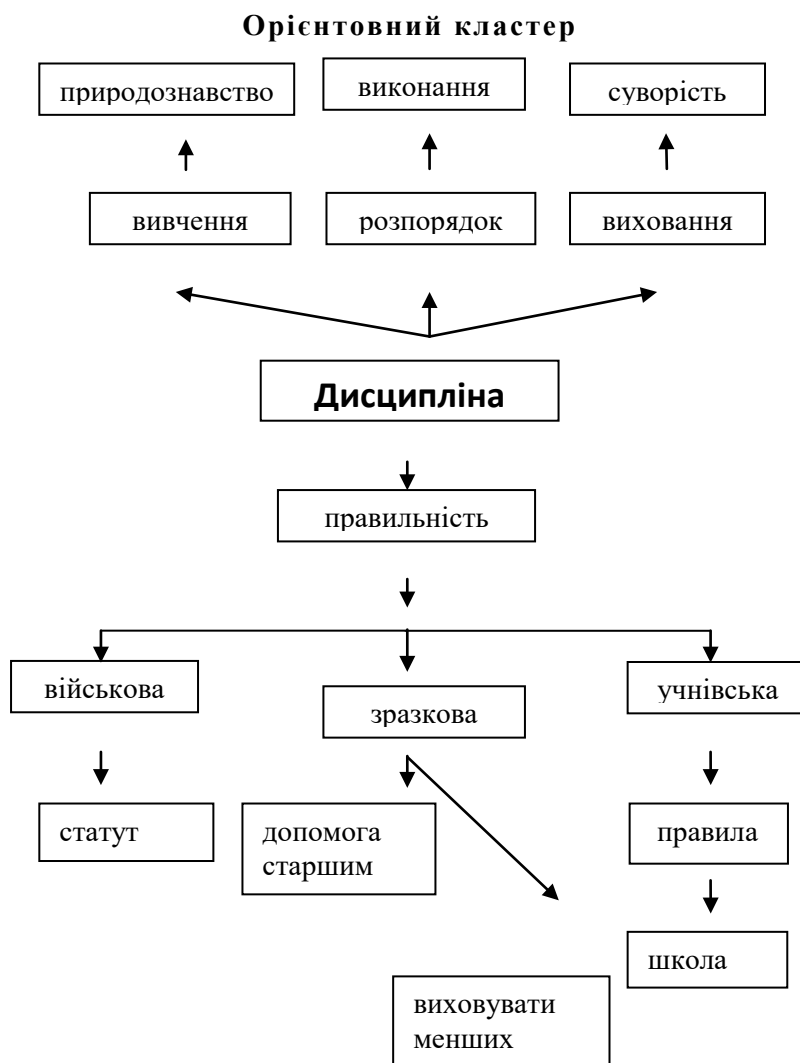 Орієнтовний кластер
природознавство
виконання
суворість
вивчення
розпорядок
виховання
Дисципліна
правильність
військова
зразкова
учнівська
статут
допомога
старшим
правила
школа
виховувати
менших